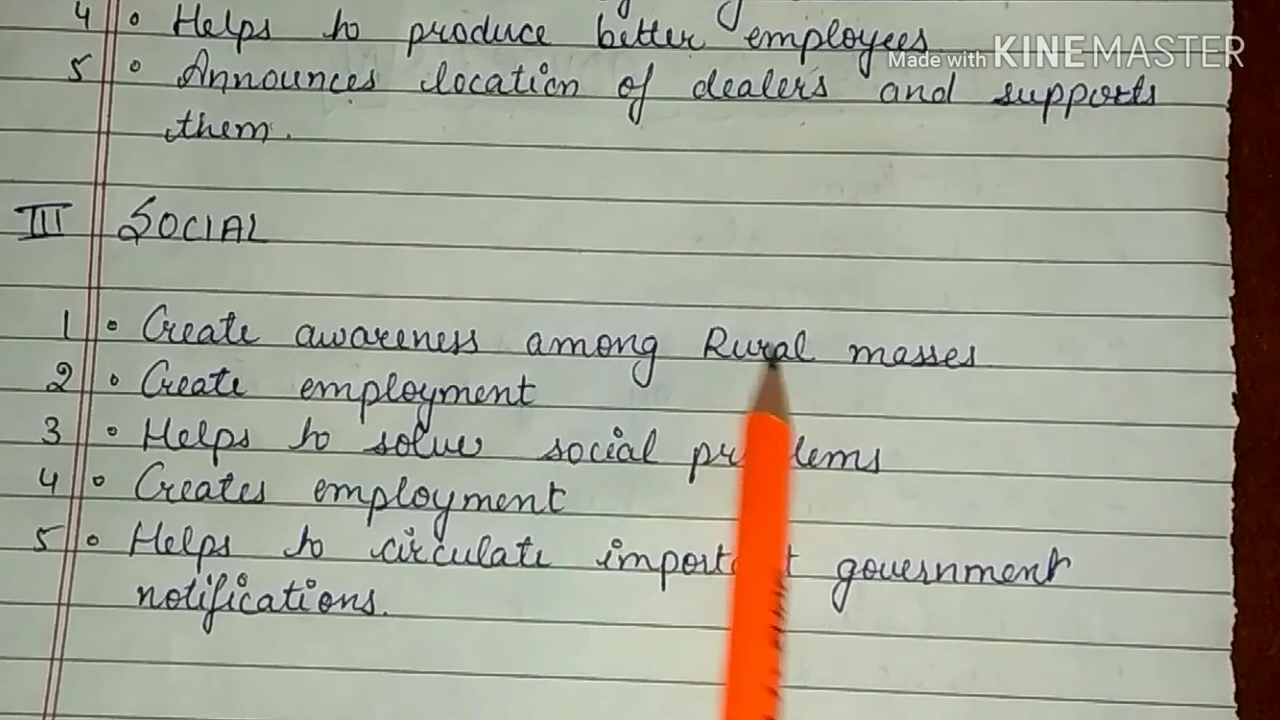 4. Helps to produce better employees
Made with KINEMASTER
5. Announces location of dealers and supports
them.
III SOCIAL
1. Create awareness among Rural masses
2. Create employment
3. Helps to solve social problems
4. Creates employment
5. Helps to circulate important government
notifications.